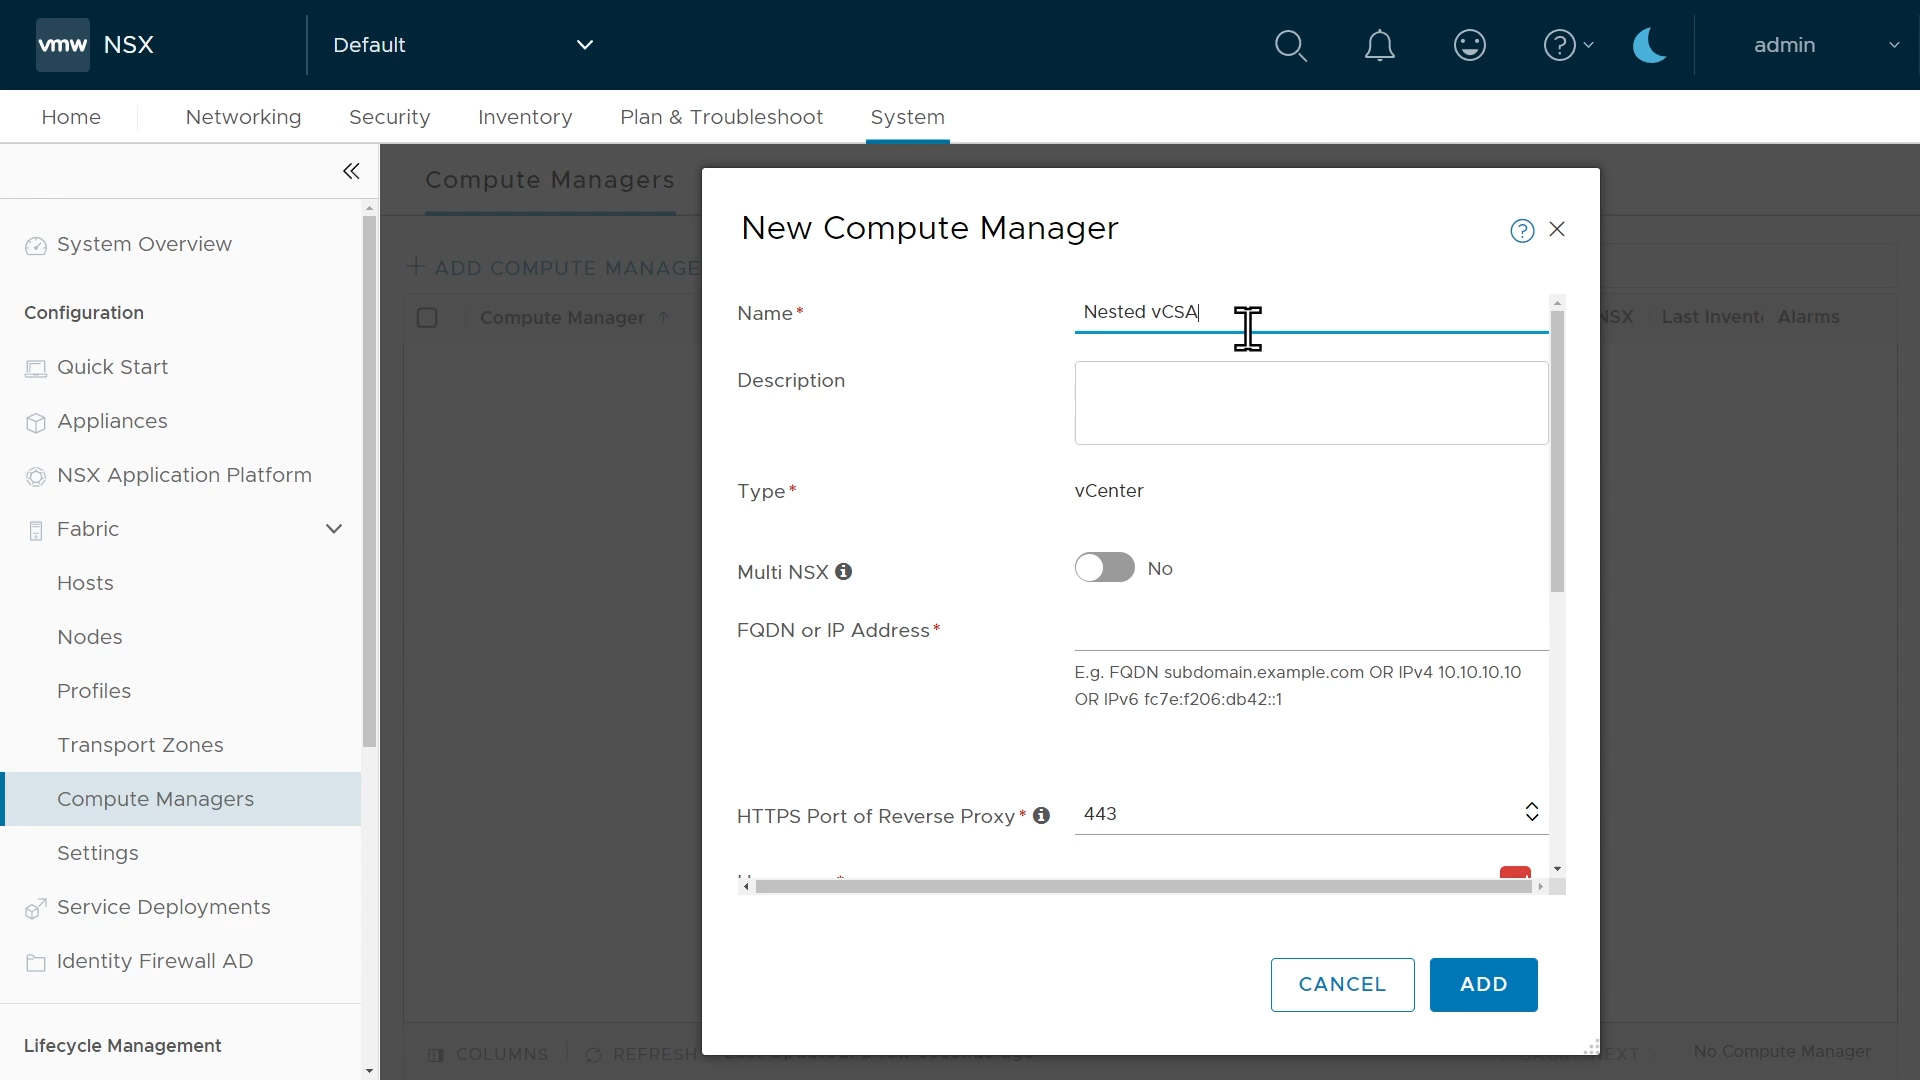 vmw NSX
Default
admin
Home
Networking
Security
Inventory
Plan & Troubleshoot
System
System Overview
Configuration
Quick Start
Appliances
NSX Application Platform
Fabric
Hosts
Nodes
Profiles
Transport Zones
Compute Managers
Settings
Service Deployments
Identity Firewall AD
Lifecycle Management
Compute Managers
ADD COMPUTE MANAGE
Compute Manager
NSX
Last Invent
Alarms
New Compute Manager
Name*
Nested vCSA
Description
Type*
vCenter
Multi NSX
No
FQDN or IP Address*
E.g. FQDN subdomain.example.com OR IPv4 10.10.10.10
OR IPv6 fc7e:f206:db42::1
HTTPS Port of Reverse Proxy*
443
CANCEL
ADD
COLUMNS
REFRESH
No Compute Manager